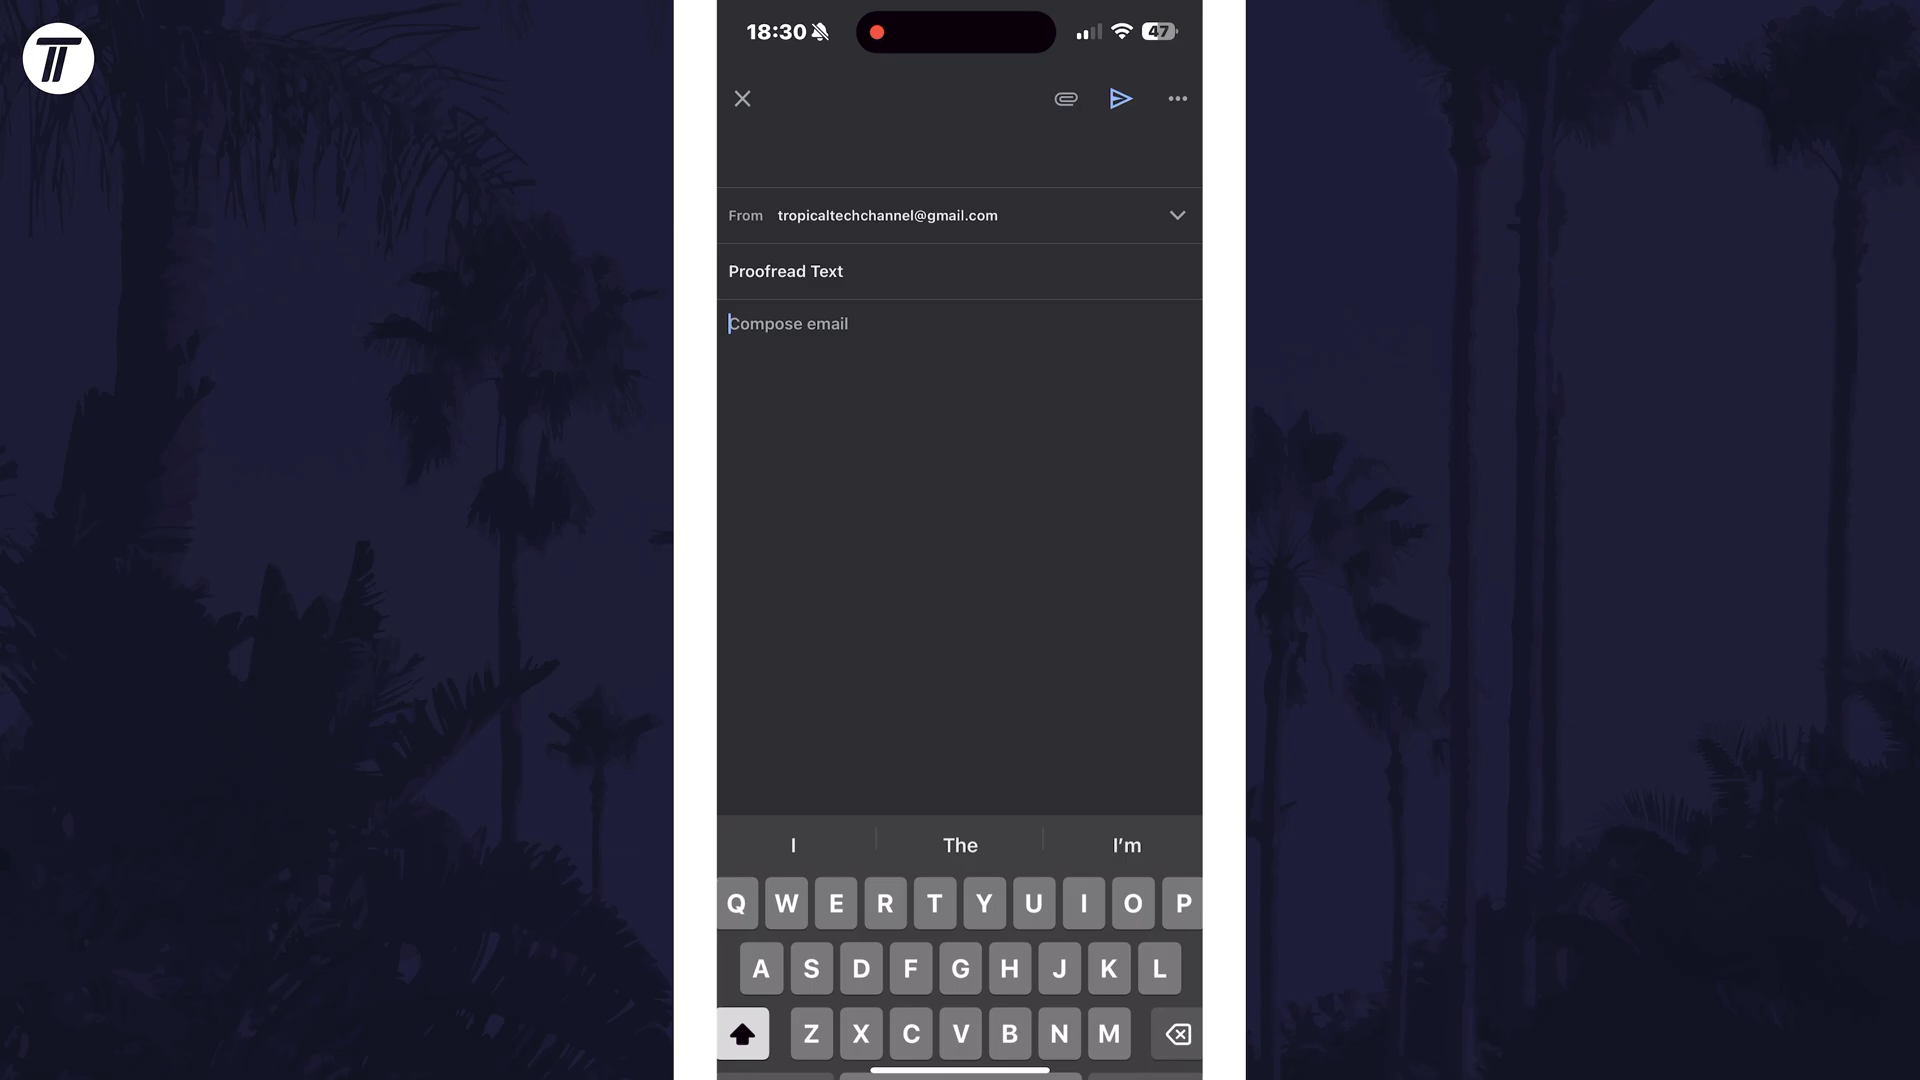 T
18:30
47
From tropicaltechchannel@gmail.com
Proofread Text
Compose email
I The I'm
Q W E R T Y U I O P
A S D F G H J K L
Z X C V B N M